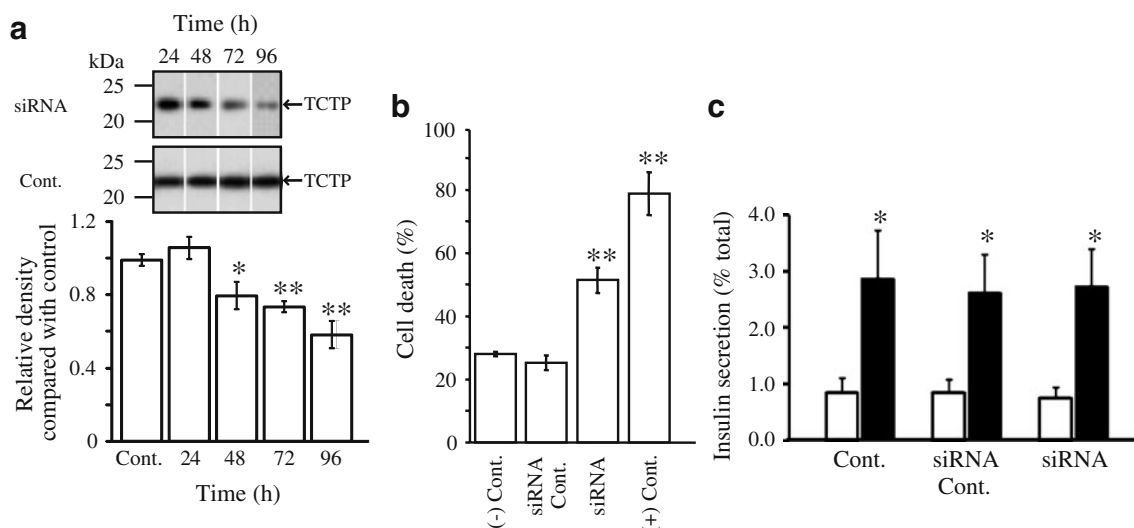 a
Time (h)
kDa
24 48 72 96
25
20
siRNA
←TCTP
25
20
Cont.
←TCTP
Relative density
compared with control
1.2
0.8
0.4
0
*
**
**
Cont. 24 48 72 96
Time (h)
b
Cell death (%)
100
80
60
40
20
0
**
**
(-) Cont.
siRNA
Cont.
siRNA
(+) Cont.
c
Insulin secretion (% total)
4.0
3.0
2.0
1.0
0.0
*
*
*
Cont.
siRNA
Cont.
siRNA